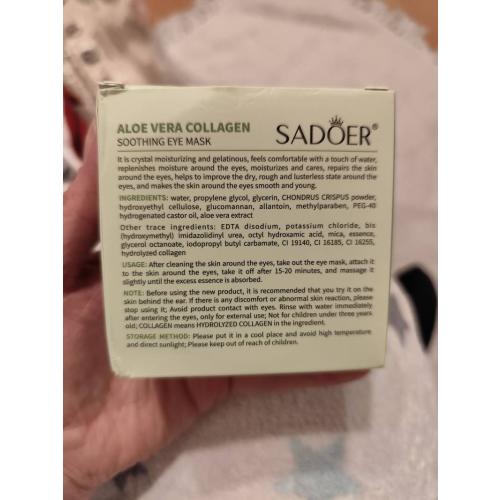 ALOE VERA COLLAGEN
SOOTHING EYE MASK
SADOER®
It is crystal moisturizing and gelatinous, feels comfortable with a touch of water,
replenishes moisture around the eyes, moisturizes and cares, repairs the skin
around the eyes, helps to improve the dry, rough and lusterless state around the
eyes, and makes the skin around the eyes smooth and young.
INGREDIENTS: water, propylene glycol, glycerin, CHONDRUS CRISPUS powder,
hydroxyethyl cellulose, glucomannan, allantoin, methylparaben, PEG-40
hydrogenated castor oil, aloe vera extract
Other trace ingredients: EDTA disodium, potassium chloride, bis
(hydroxymethyl) imidazolidinyl urea, octyl hydroxamic acid, mica, essence,
glycerol octanoate, iodopropyl butyl carbamate, CI 19140, CI 16185, CI 16255,
hydrolyzed collagen
USAGE: After cleaning the skin around the eyes, take out the eye mask, attach it
to the skin around the eyes, take it off after 15-20 minutes, and massage it
slightly until the excess essence is absorbed.
NOTE: Before using the new product, it is recommended that you try it on the
skin behind the ear. If there is any discomfort or abnormal skin reaction, please
stop using it; Avoid product contact with eyes. Rinse with water immediately
after entering the eyes, only for external use; Not for children under three years
old; COLLAGEN means HYDROLYZED COLLAGEN in the ingredient.
STORAGE METHOD: Please put it in a cool place and avoid high temperature
and direct sunlight; Please keep out of reach of children.